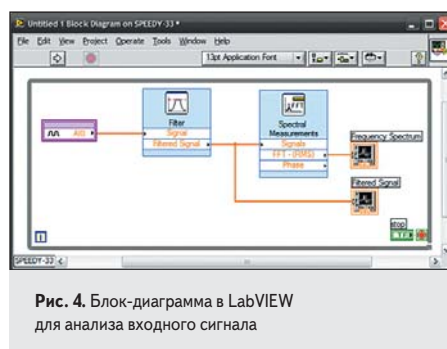 Untitled 1 Block Diagram on SPEEDY-33 *
File Edit View Project Operate Tools Window Help
13pt Application Font
AI0
Filter
Signal
Filtered Signal
Spectral
Measurements
Signals
FFT - (RMS)
Phase
Frequency Spectrum
Filtered Signal
stop
TF
i
SPEEDY-33
Рис. 4. Блок-диаграмма в LabVIEW
для анализа входного сигнала